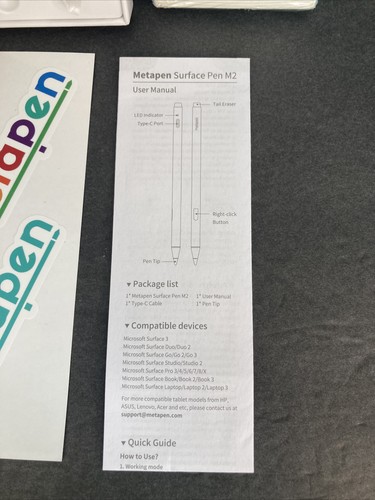 Metapen Surface Pen M2
User Manual
Tail Eraser
LED Indicator
Type-C Port
Right-click
Button
Pen Tip
▼ Package list
1* Metapen Surface Pen M2 1* User Manual
1* Type-C Cable 1* Pen Tip
▼ Compatible devices
Microsoft Surface 3
Microsoft Surface Duo/Duo 2
Microsoft Surface Go/Go 2/Go 3
Microsoft Surface Studio/Studio 2
Microsoft Surface Pro 3/4/5/6/7/8/X
Microsoft Surface Book/Book 2/Book 3
Microsoft Surface Laptop/Laptop 2/Laptop 3
For more compatible tablet models from HP,
ASUS, Lenovo, Acer and etc, please contact us at
support@metapen.com
▼ Quick Guide
How to Use?
1. Working mode
apen
apen